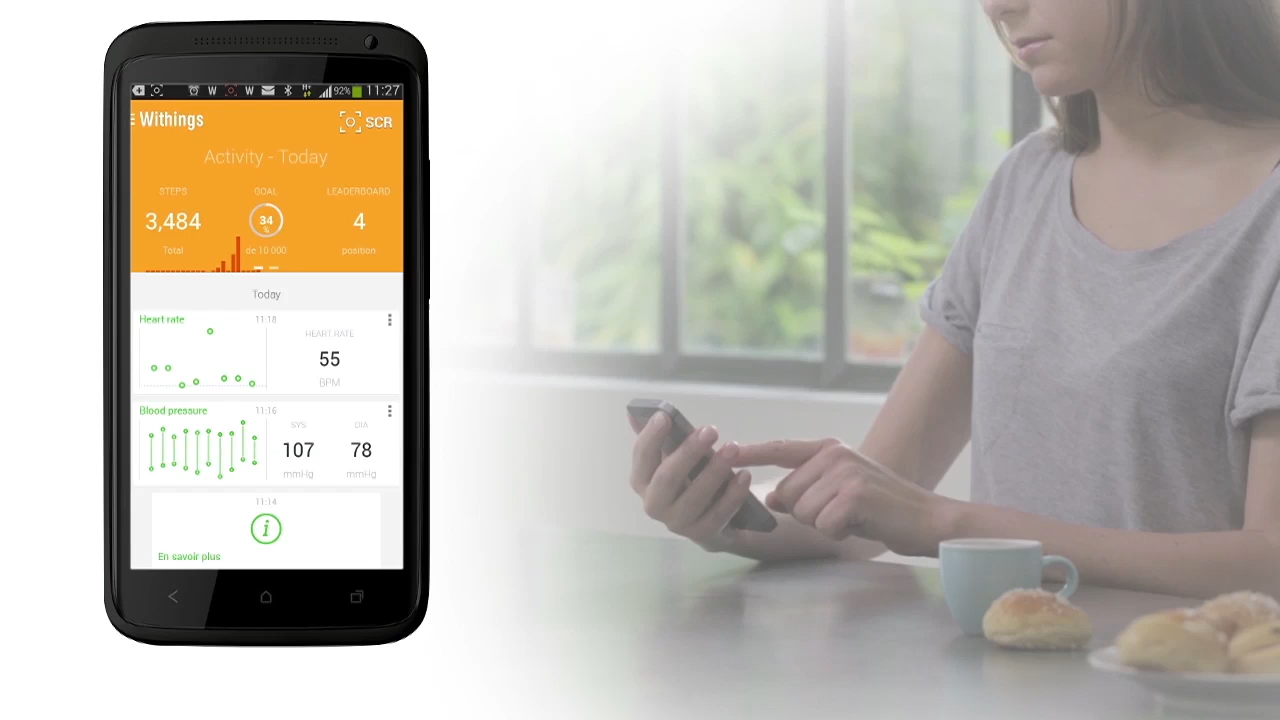 W W 92% 11:27
Withings SCR
Activity - Today
STEPS GOAL LEADERBOARD
3,484 34 % 4
Total de 10 000 position
Today
Heart rate 11:18
HEART RATE
55
BPM
Blood pressure 11:16
SYS DIA
107 78
mmHg mmHg
11:14
i
En savoir plus